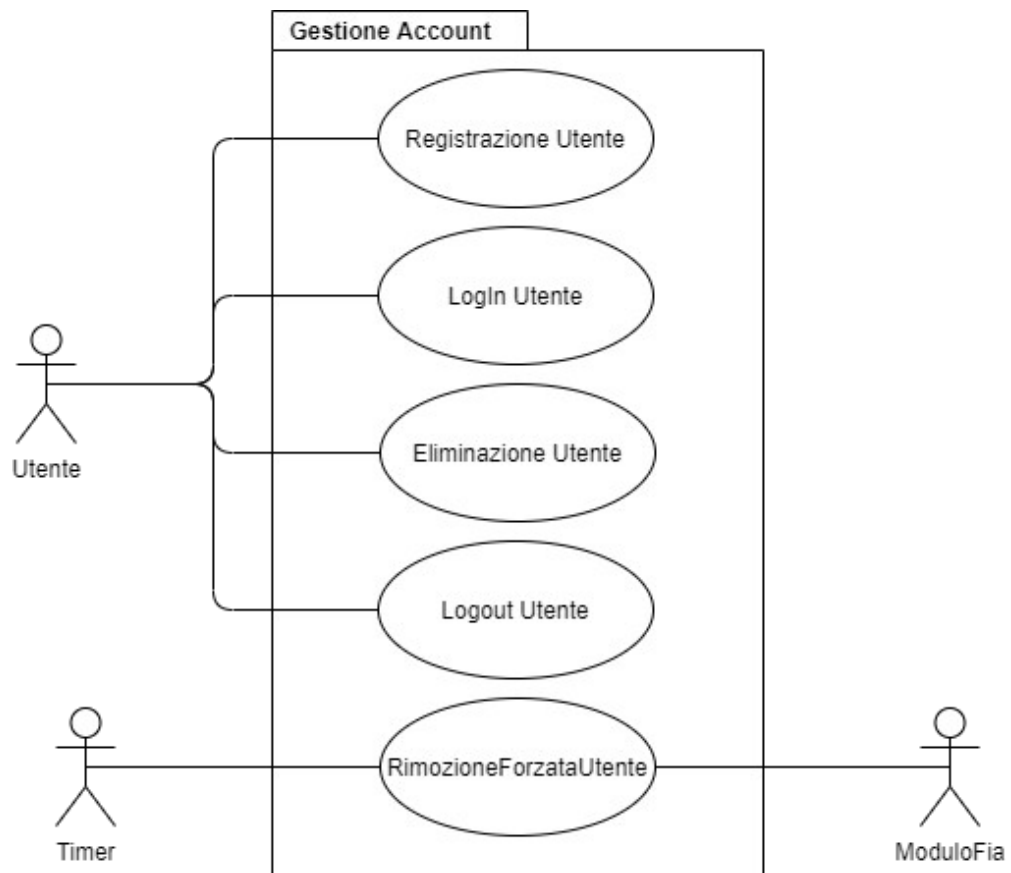 Gestione Account
Registrazione Utente
LogIn Utente
Eliminazione Utente
Utente
Logout Utente
RimozioneForzataUtente
Timer
ModuloFia